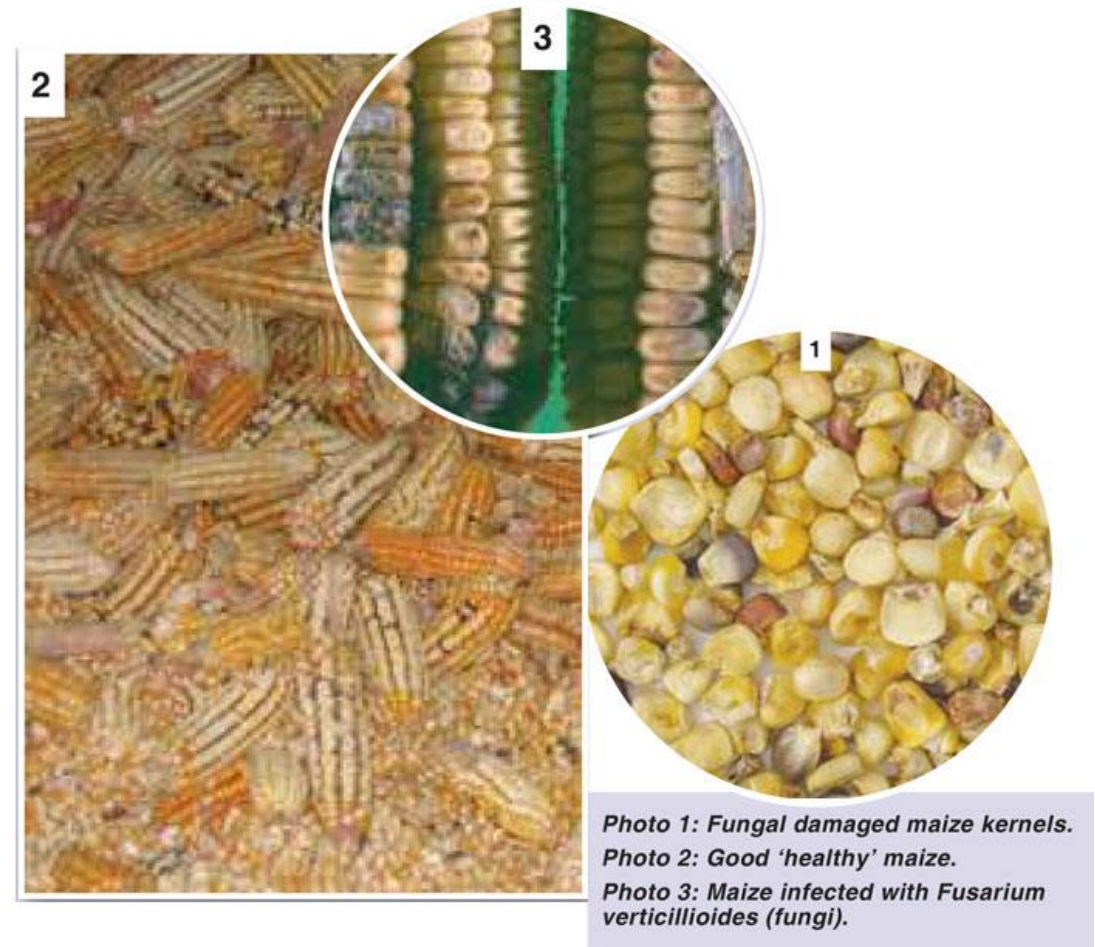 2
3
1
Photo 1: Fungal damaged maize kernels.
Photo 2: Good ‘healthy’ maize.
Photo 3: Maize infected with Fusarium
verticillioides (fungi).